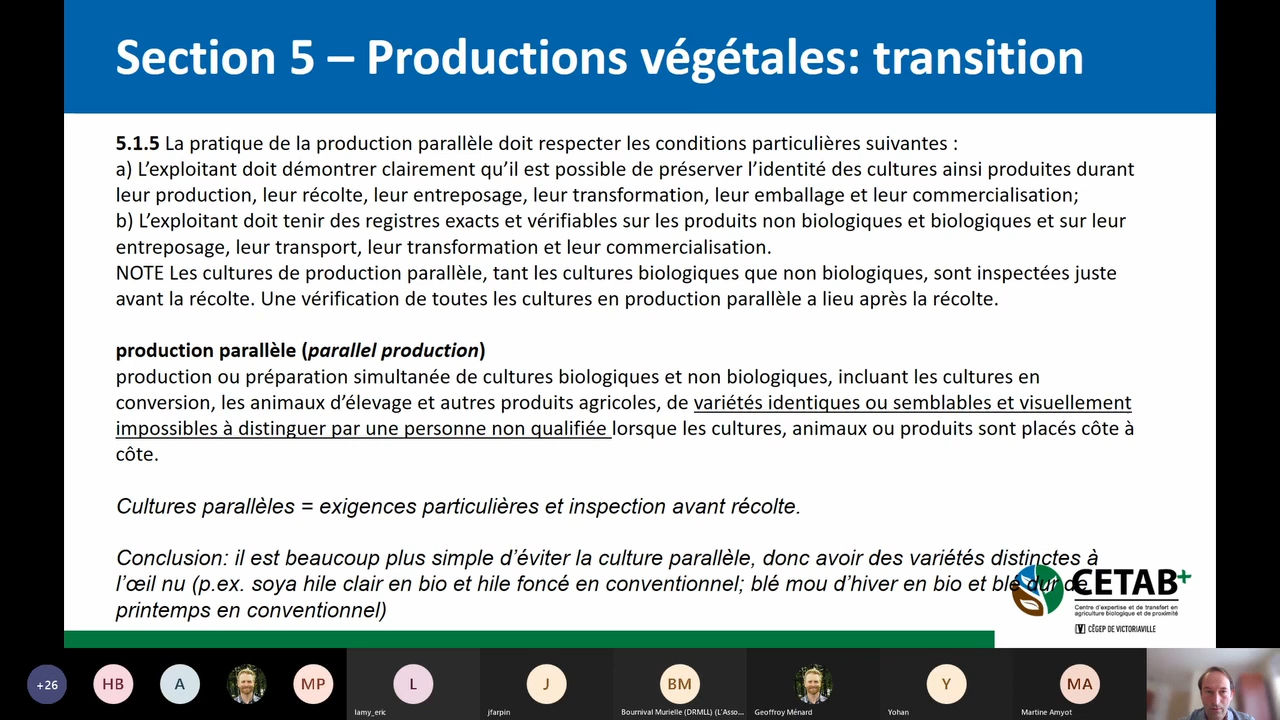 Section 5 – Productions végétales: transition
5.1.5 La pratique de la production parallèle doit respecter les conditions particulières suivantes :
a) L’exploitant doit démontrer clairement qu’il est possible de préserver l’identité des cultures ainsi produites durant
leur production, leur récolte, leur entreposage, leur transformation, leur emballage et leur commercialisation;
b) L’exploitant doit tenir des registres exacts et vérifiables sur les produits non biologiques et biologiques et sur leur
entreposage, leur transport, leur transformation et leur commercialisation.
NOTE Les cultures de production parallèle, tant les cultures biologiques que non biologiques, sont inspectées juste
avant la récolte. Une vérification de toutes les cultures en production parallèle a lieu après la récolte.
production parallèle (parallel production)
production ou préparation simultanée de cultures biologiques et non biologiques, incluant les cultures en
conversion, les animaux d’élevage et autres produits agricoles, de variétés identiques ou semblables et visuellement
impossibles à distinguer par une personne non qualifiée lorsque les cultures, animaux ou produits sont placés côte à
côte.
Cultures parallèles = exigences particulières et inspection avant récolte.
Conclusion: il est beaucoup plus simple d’éviter la culture parallèle, donc avoir des variétés distinctes à
l’œil nu (p.ex. soya hile clair en bio et hile foncé en conventionnel; blé mou d’hiver en bio et blé dur de
printemps en conventionnel)
CETAB+
Centre d’expertise et de transfert en
agriculture biologique et de proximité
CÉGEP DE VICTORIAVILLE
+26
HB
A
MP
L
J
BM
Y
MA
lamy_eric
jfarpin
Bournival Murielle (DRMLL) (L'Asso...
Geoffroy Ménard
Yohan
Martine Amyot